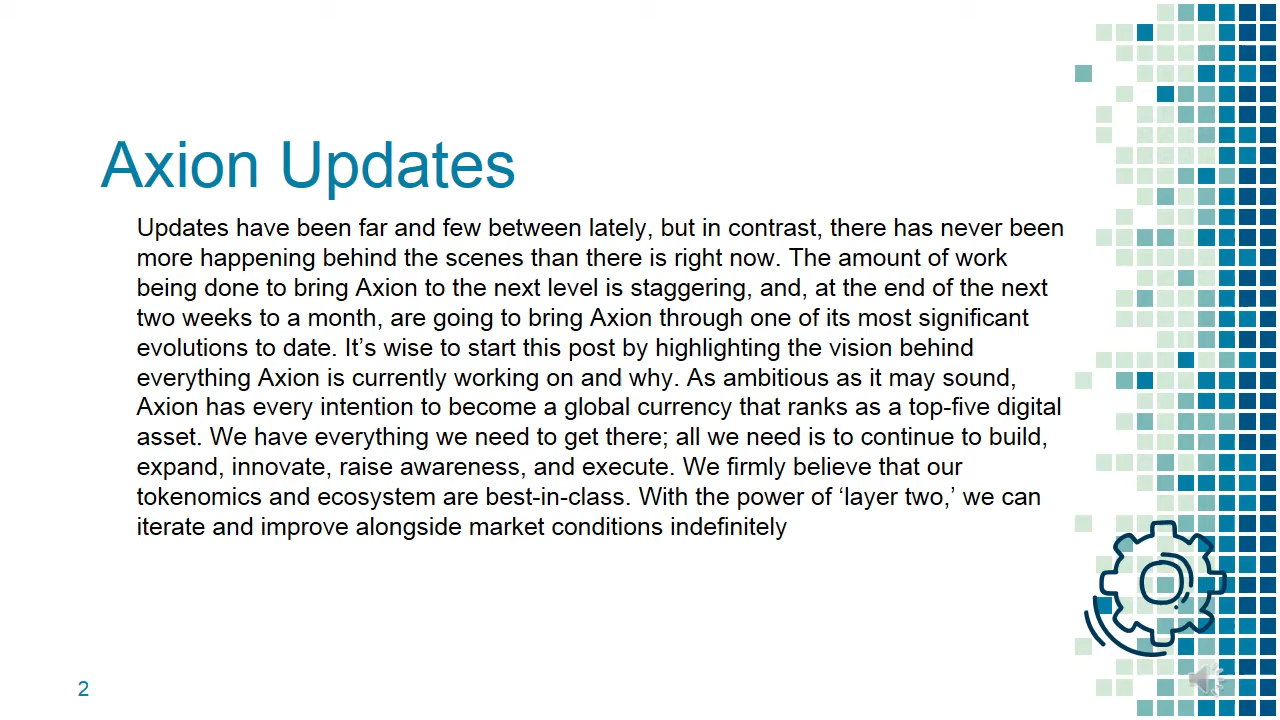 Axion Updates
Updates have been far and few between lately, but in contrast, there has never been
more happening behind the scenes than there is right now. The amount of work
being done to bring Axion to the next level is staggering, and, at the end of the next
two weeks to a month, are going to bring Axion through one of its most significant
evolutions to date. It’s wise to start this post by highlighting the vision behind
everything Axion is currently working on and why. As ambitious as it may sound,
Axion has every intention to become a global currency that ranks as a top-five digital
asset. We have everything we need to get there; all we need is to continue to build,
expand, innovate, raise awareness, and execute. We firmly believe that our
tokenomics and ecosystem are best-in-class. With the power of ‘layer two,’ we can
iterate and improve alongside market conditions indefinitely
2